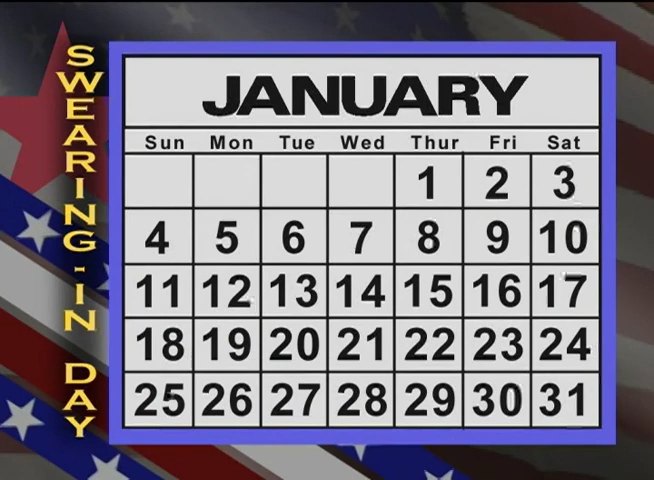 SWEARING-IN DAY
JANUARY
Sun Mon Tue Wed Thur Fri Sat
1 2 3
4 5 6 7 8 9 10
11 12 13 14 15 16 17
18 19 20 21 22 23 24
25 26 27 28 29 30 31